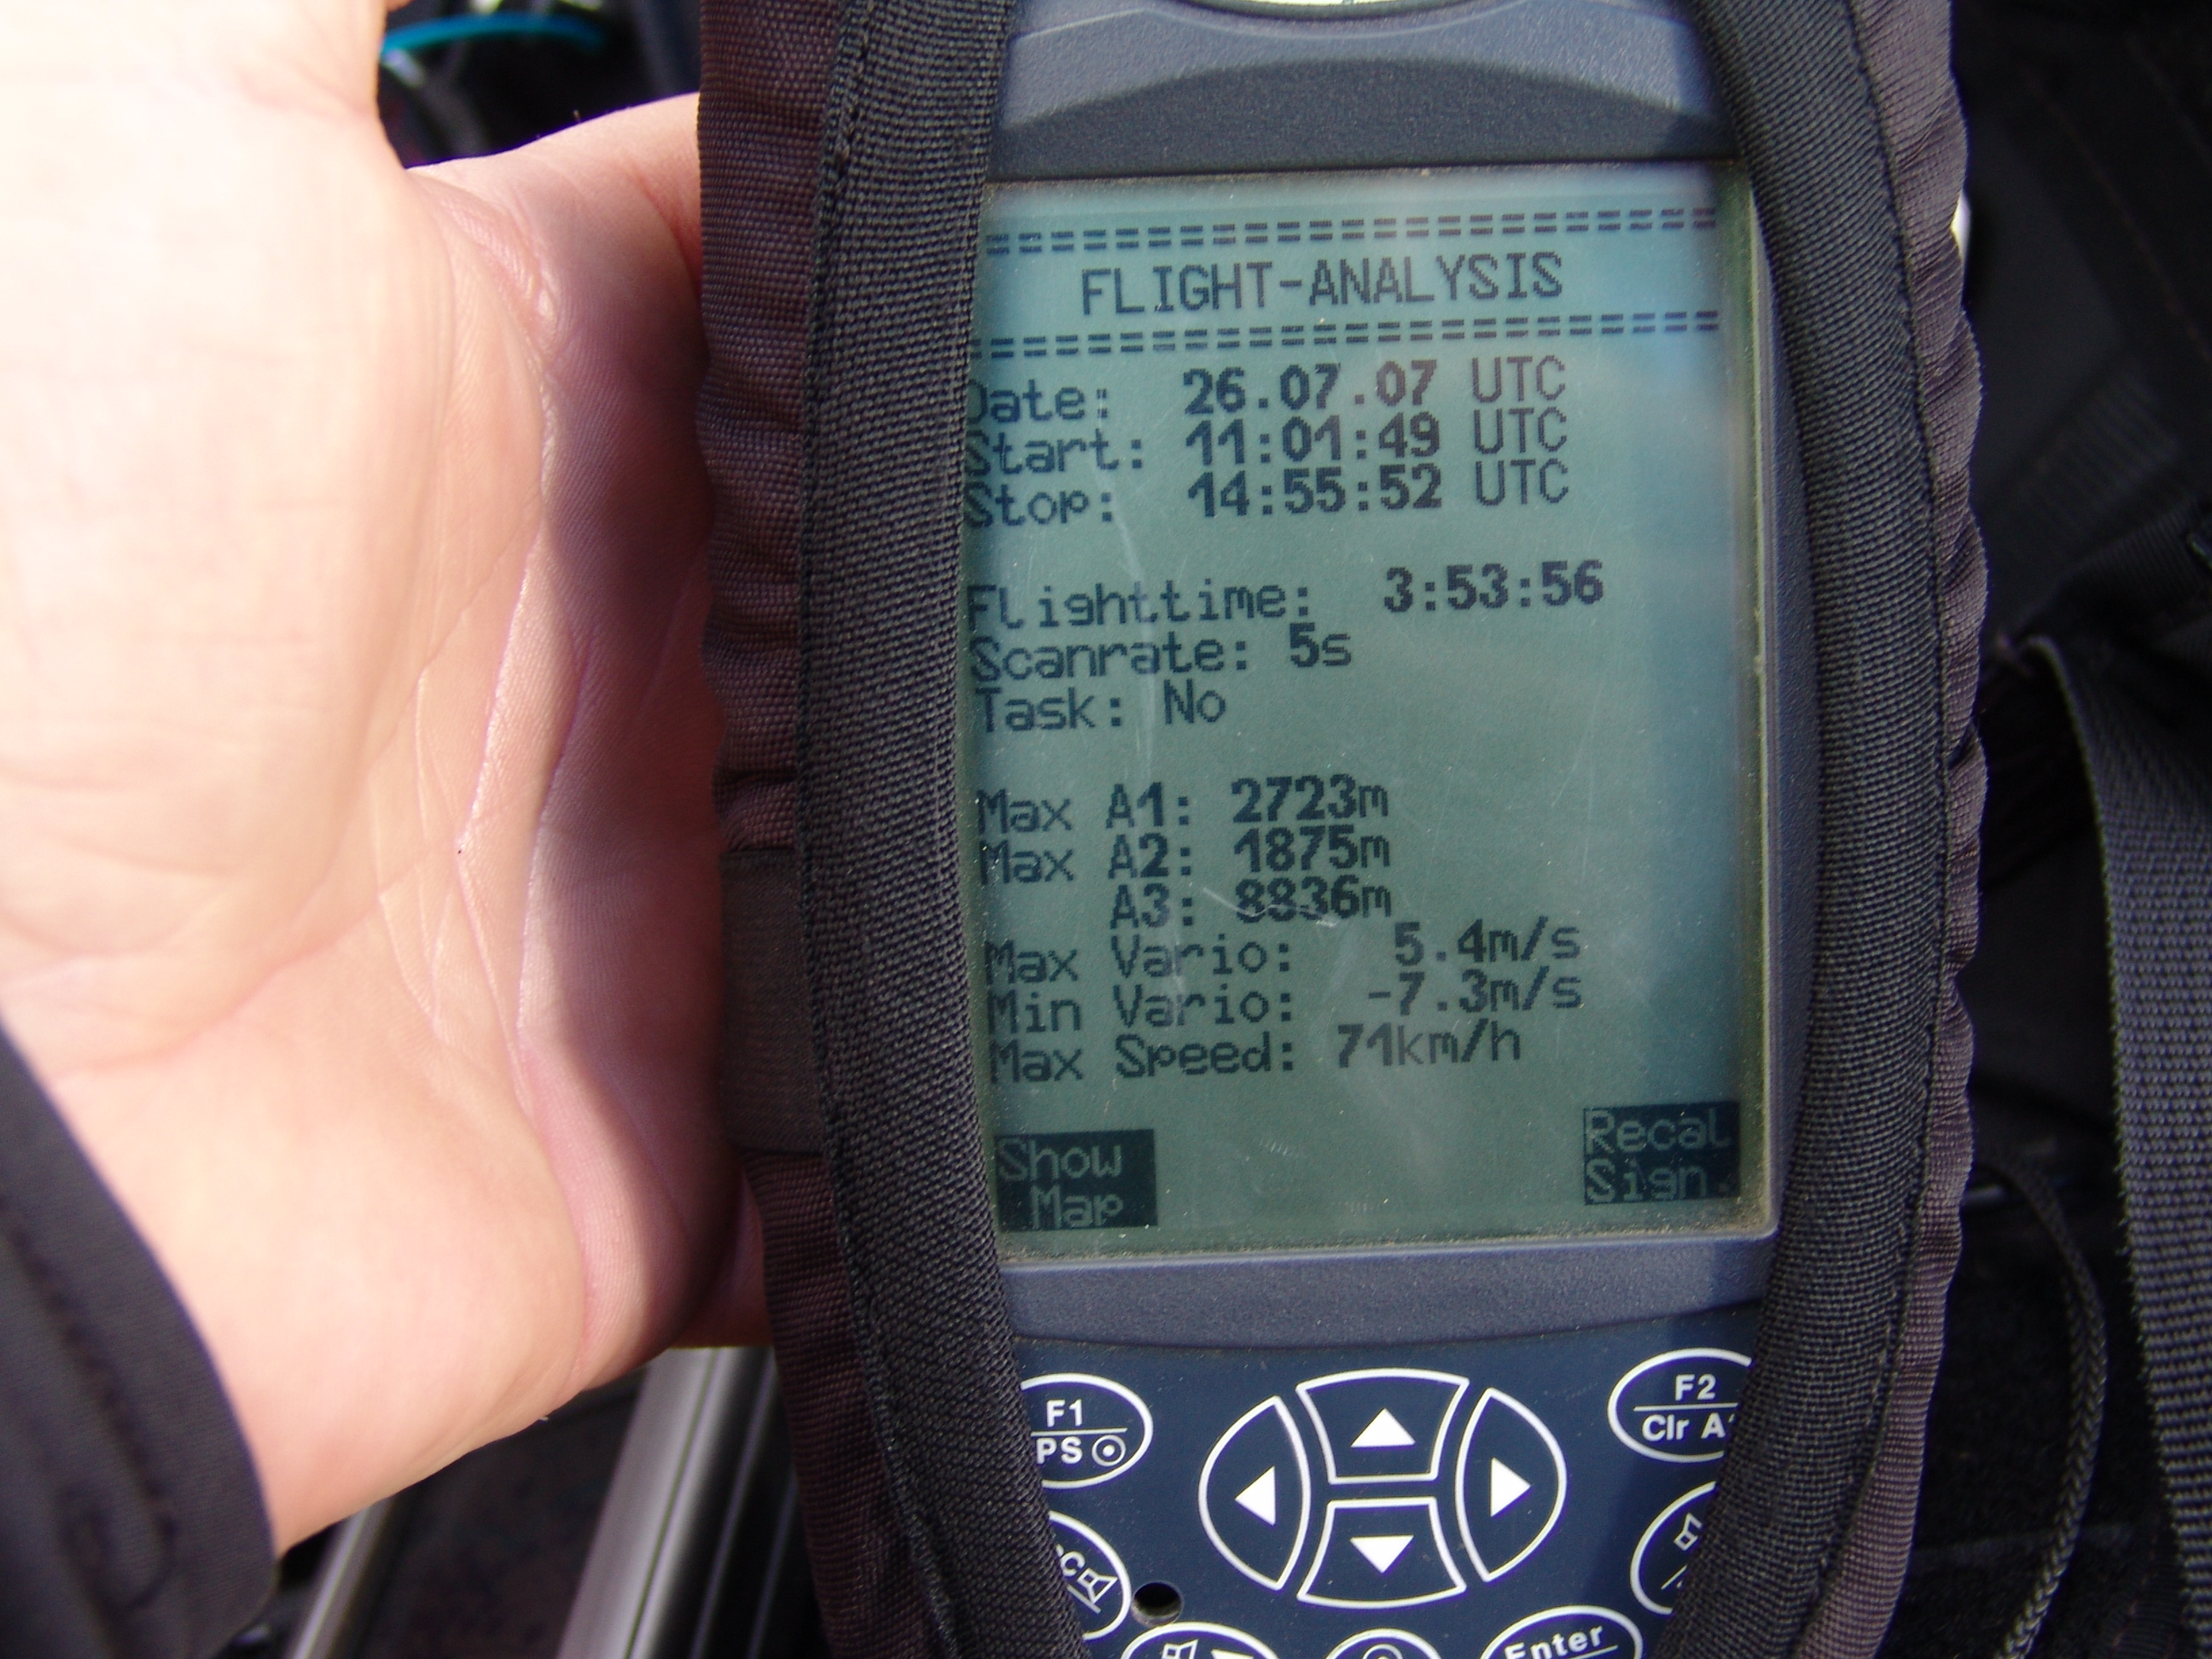 ========================
FLIGHT-ANALYSIS
========================
Date: 26.07.07 UTC
Start: 11:01:49 UTC
Stop: 14:55:52 UTC
Flighttime: 3:53:56
Scanrate: 5s
Task: No
Max A1: 2723m
Max A2: 1875m
A3: 8836m
Max Vario: 5.4m/s
Min Vario: -7.3m/s
Max Speed: 71km/h
Show Recal
Map Sign.
F1 F2
PS Clr A
Enter